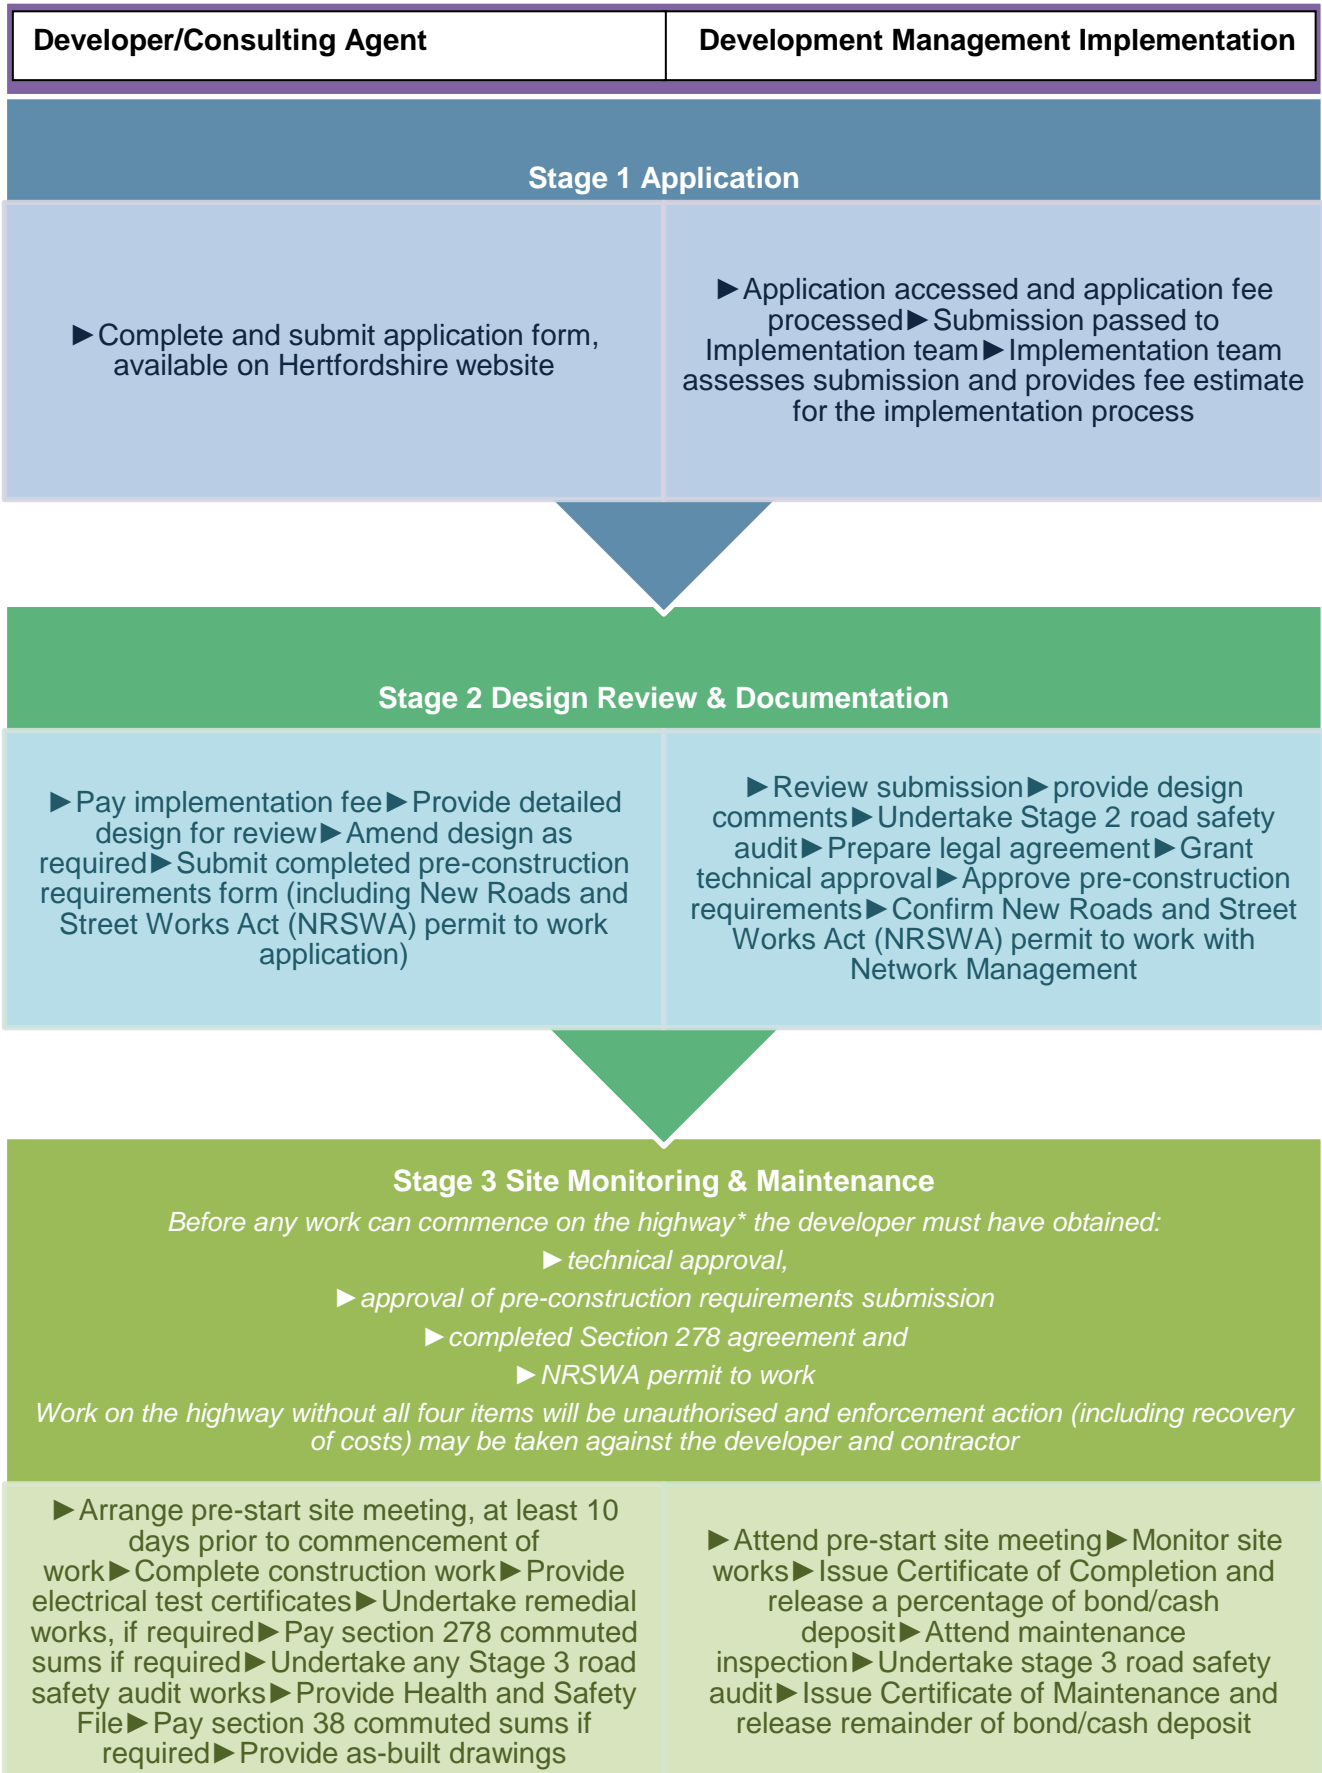 Developer/Consulting Agent
Development Management Implementation
Stage 1 Application
►Complete and submit application form,
available on Hertfordshire website
►Application accessed and application fee
processed►Submission passed to
Implementation team►Implementation team
assesses submission and provides fee estimate
for the implementation process
Stage 2 Design Review & Documentation
►Pay implementation fee►Provide detailed
design for review►Amend design as
required►Submit completed pre-construction
requirements form (including New Roads and
Street Works Act (NRSWA) permit to work
application)
►Review submission►provide design
comments►Undertake Stage 2 road safety
audit►Prepare legal agreement►Grant
technical approval►Approve pre-construction
requirements►Confirm New Roads and Street
Works Act (NRSWA) permit to work with
Network Management
Stage 3 Site Monitoring & Maintenance
Before any work can commence on the highway* the developer must have obtained:
►technical approval,
►approval of pre-construction requirements submission
►completed Section 278 agreement and
►NRSWA permit to work
Work on the highway without all four items will be unauthorised and enforcement action (including recovery
of costs) may be taken against the developer and contractor
►Arrange pre-start site meeting, at least 10
days prior to commencement of
work►Complete construction work►Provide
electrical test certificates►Undertake remedial
works, if required►Pay section 278 commuted
sums if required►Undertake any Stage 3 road
safety audit works►Provide Health and Safety
File►Pay section 38 commuted sums if
required►Provide as-built drawings
►Attend pre-start site meeting►Monitor site
works►Issue Certificate of Completion and
release a percentage of bond/cash
deposit►Attend maintenance
inspection►Undertake stage 3 road safety
audit►Issue Certificate of Maintenance and
release remainder of bond/cash deposit